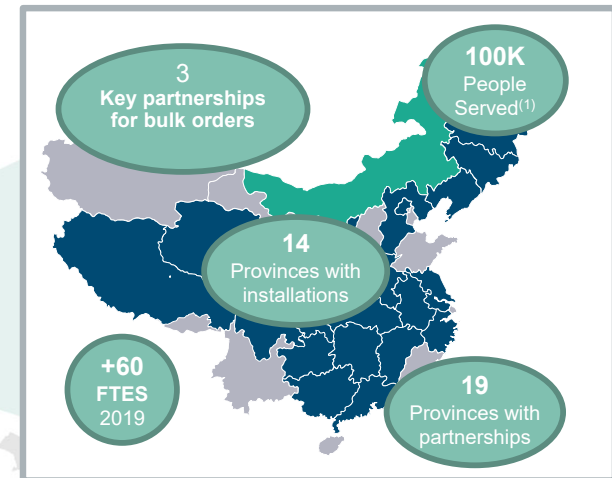 3
Key partnerships
for bulk orders
100K
People
Served(1)
14
Provinces with
installations
+60
FTES
2019
19
Provinces with
partnerships